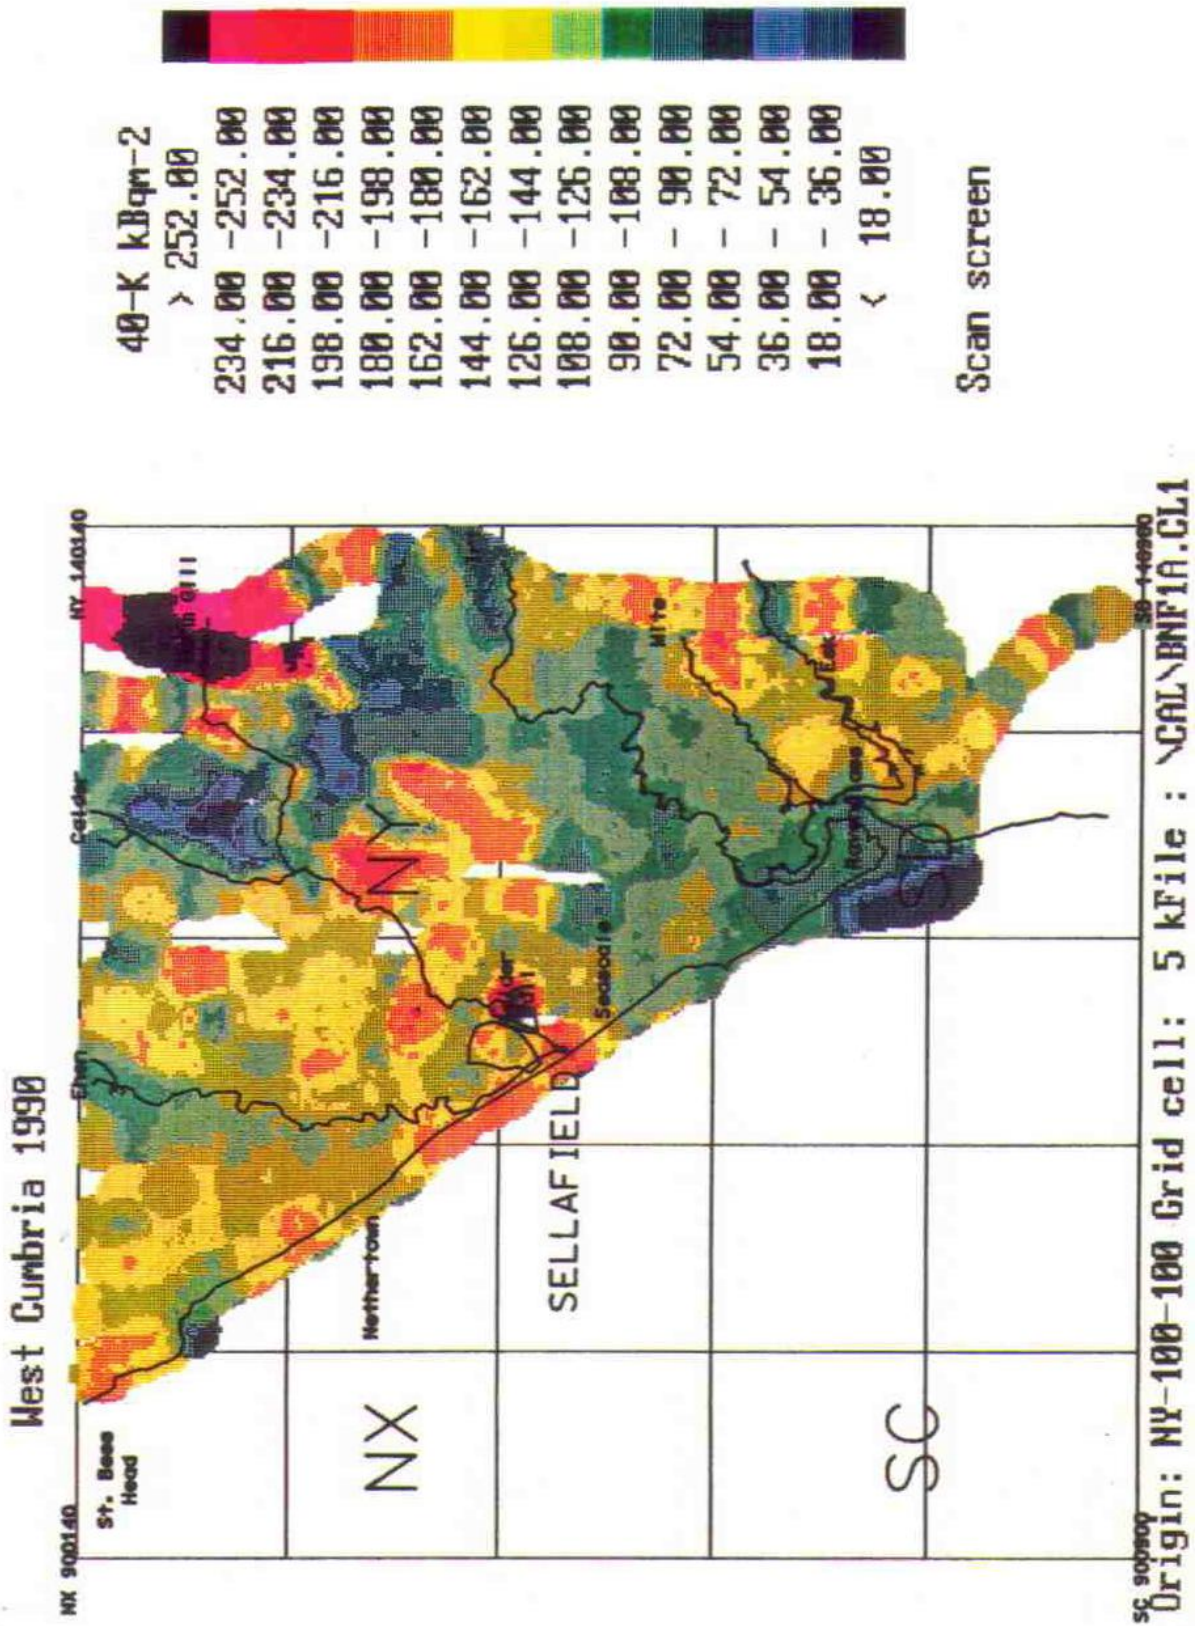 West Cumbria 1990
NX 900140
NY 140140
St. Bees
Head
Ehen
Calder
Nethertown
NX
NY
SELLAFIELD
Calder
Hall
Seascale
Mite
Esk
SC
SD
SC 900900
Origin: NY-100-100 Grid cell: 5 kFile : \CAL\BNF1A.CL1
40-K kBqm-2
> 252.00
234.00 -252.00
216.00 -234.00
198.00 -216.00
180.00 -198.00
162.00 -180.00
144.00 -162.00
126.00 -144.00
108.00 -126.00
90.00 -108.00
72.00 - 90.00
54.00 - 72.00
36.00 - 54.00
18.00 - 36.00
< 18.00
Scan screen